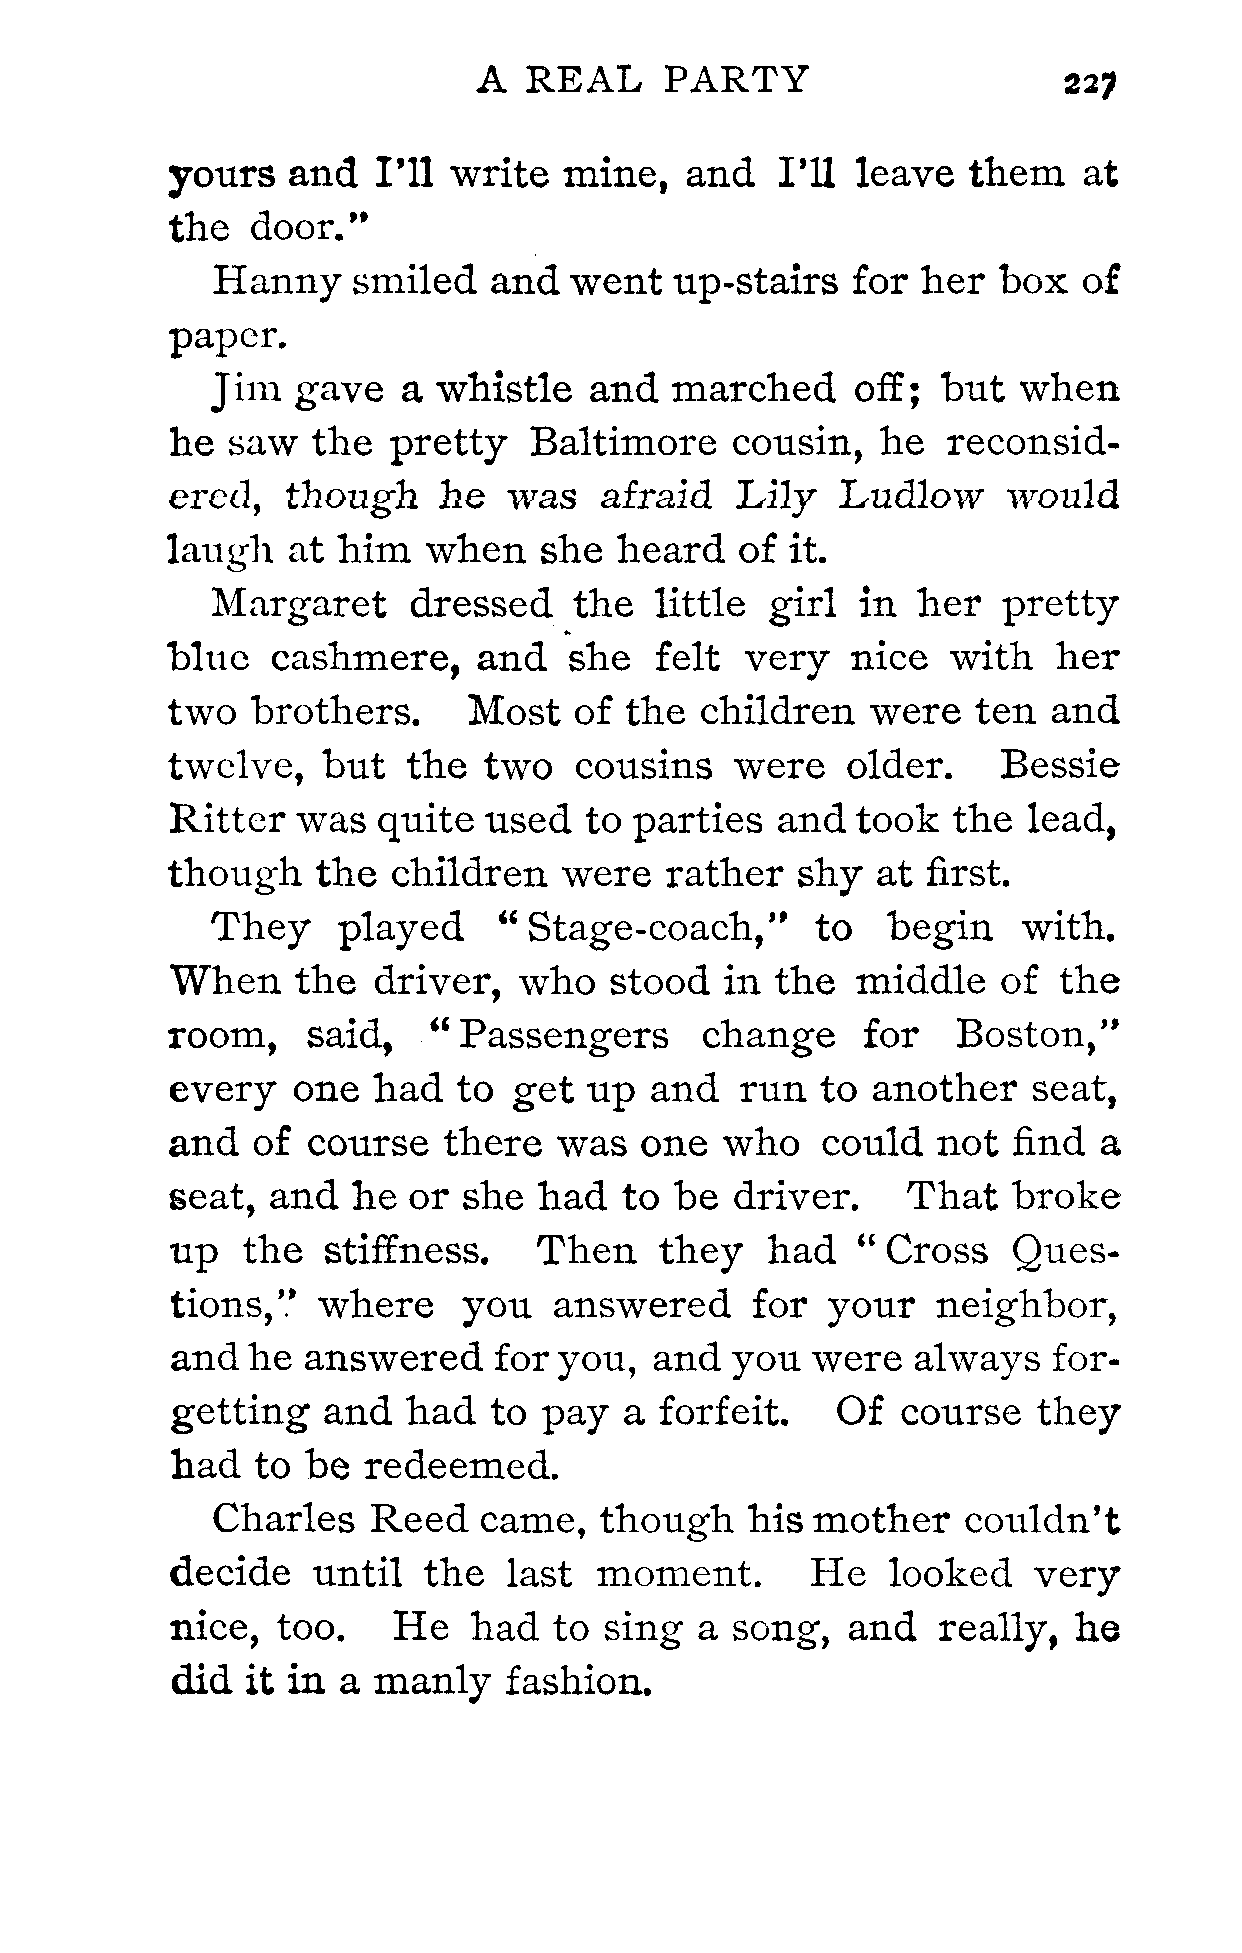 A REAL PARTY 227
yours and I'll write mine, and I'll leave them at
the door."
Hanny smiled and went up-stairs for her box of
paper.
Jim gave a whistle and marched off; but when
he saw the pretty Baltimore cousin, he reconsid-
ered, though he was afraid Lily Ludlow would
laugh at him when she heard of it.
Margaret dressed the little girl in her pretty
blue cashmere, and she felt very nice with her
two brothers. Most of the children were ten and
twelve, but the two cousins were older. Bessie
Ritter was quite used to parties and took the lead,
though the children were rather shy at first.
They played "Stage-coach," to begin with.
When the driver, who stood in the middle of the
room, said, "Passengers change for Boston,"
every one had to get up and run to another seat,
and of course there was one who could not find a
seat, and he or she had to be driver. That broke
up the stiffness. Then they had "Cross Ques-
tions," where you answered for your neighbor,
and he answered for you, and you were always for-
getting and had to pay a forfeit. Of course they
had to be redeemed.
Charles Reed came, though his mother couldn't
decide until the last moment. He looked very
nice, too. He had to sing a song, and really, he
did it in a manly fashion.